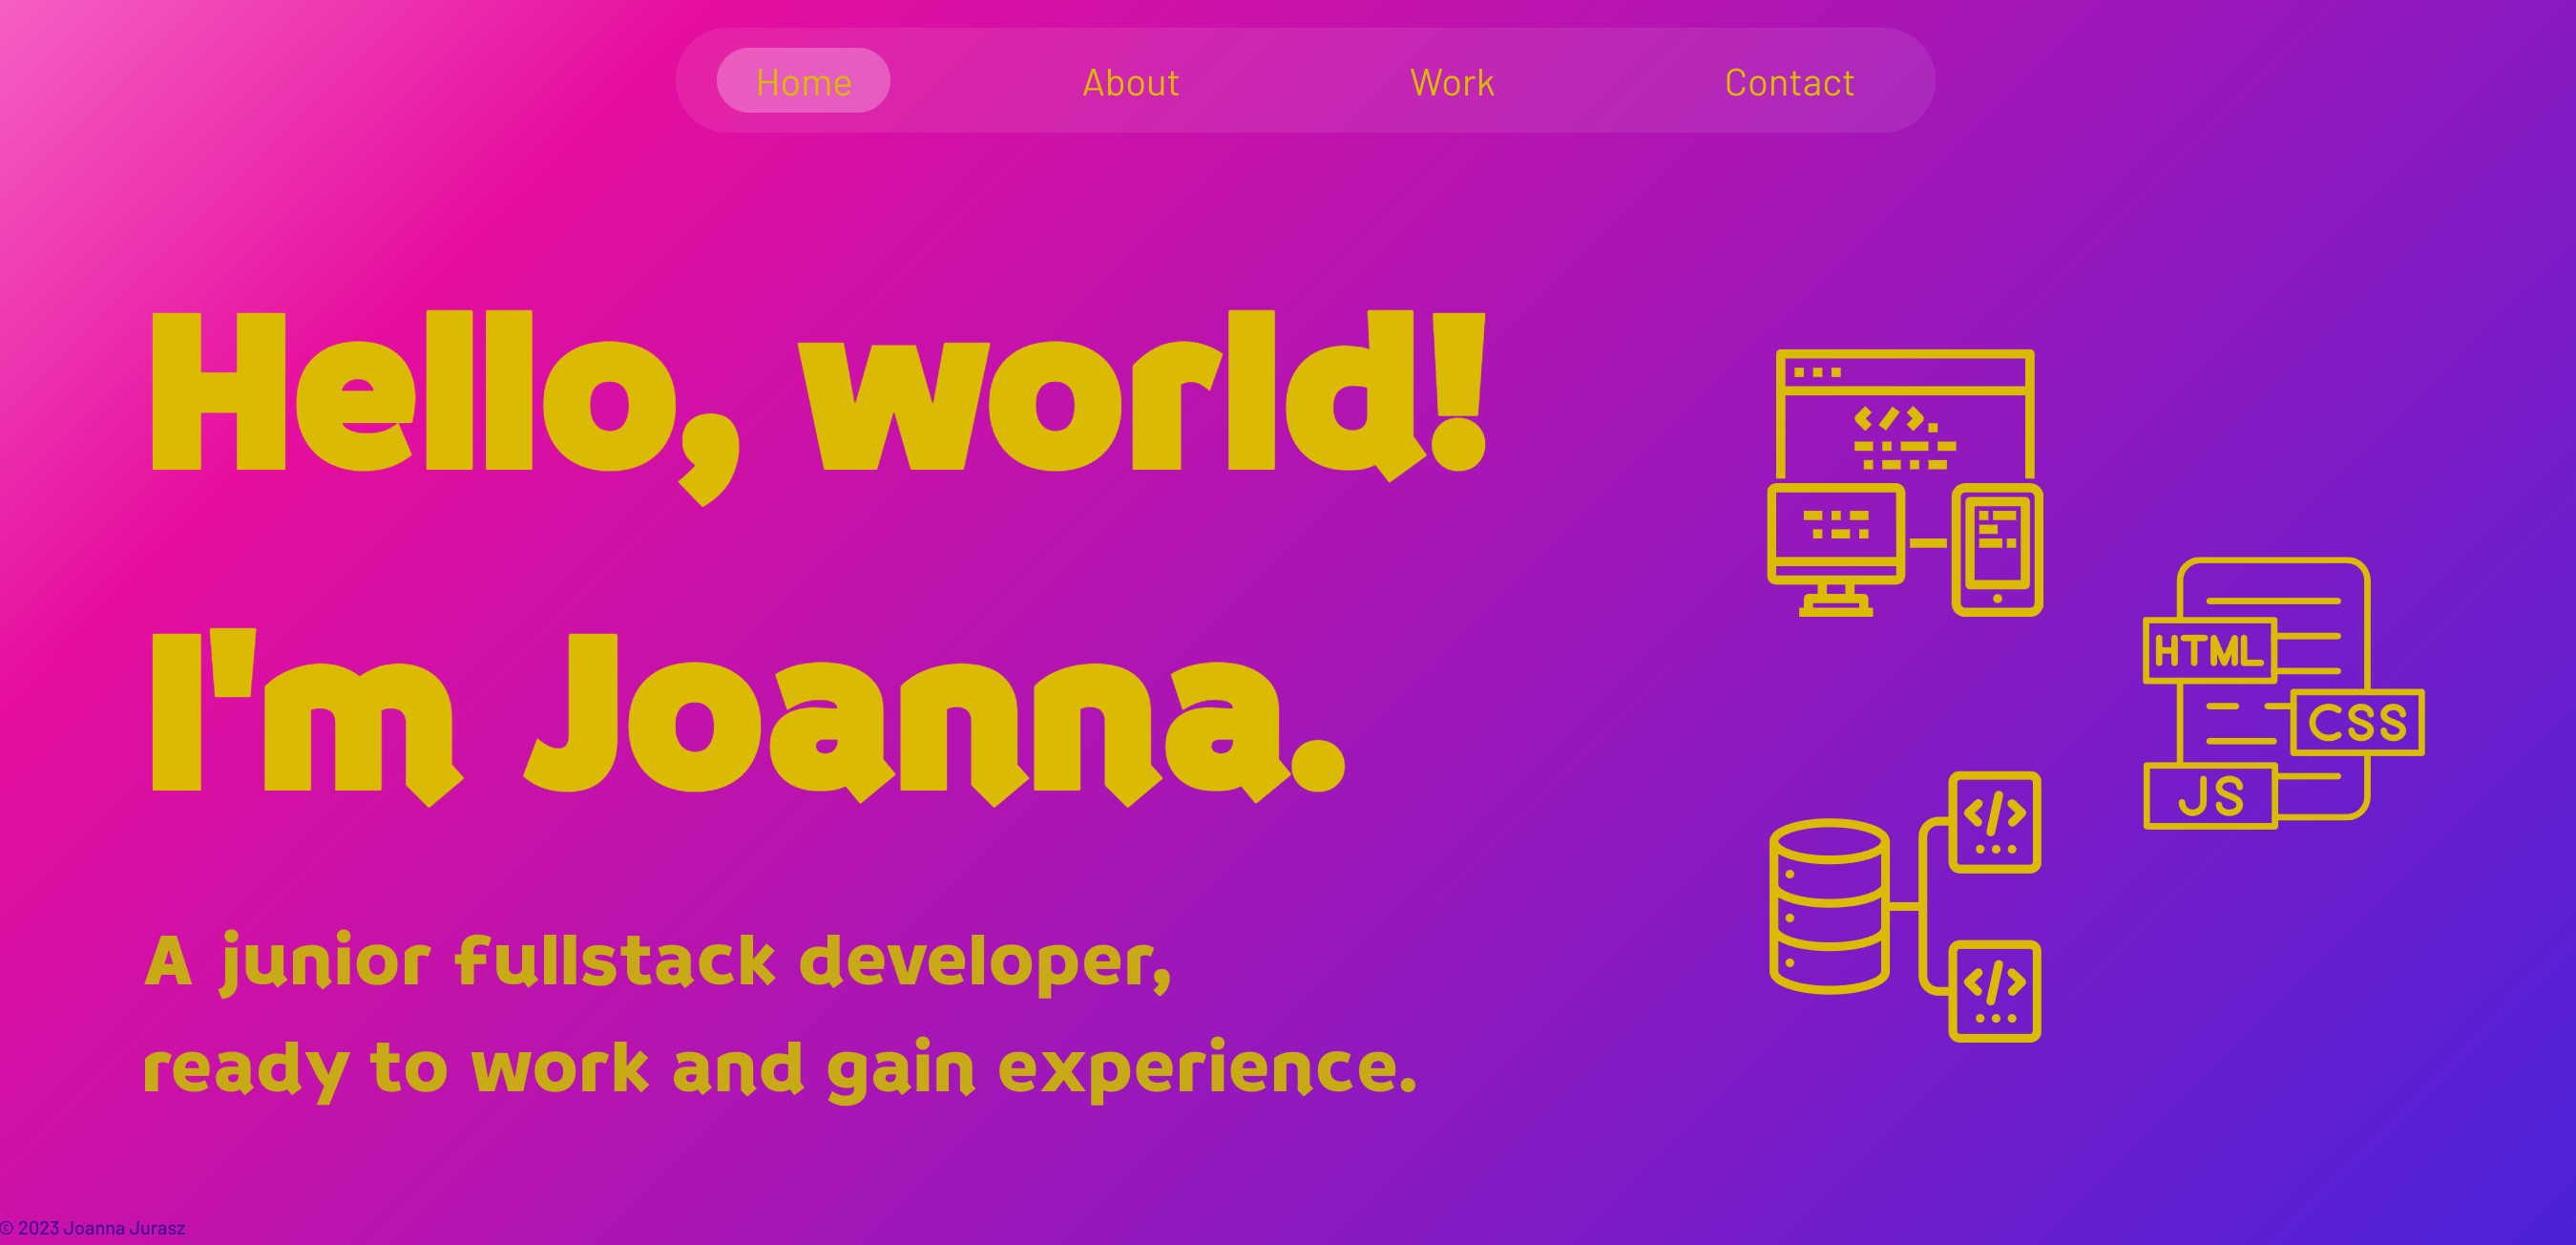 Home About Work Contact
Hello, world!
I'm Joanna.
A junior fullstack developer,
ready to work and gain experience.
</>
HTML
CSS
JS
</>
</>
© 2023 Joanna Jurasz